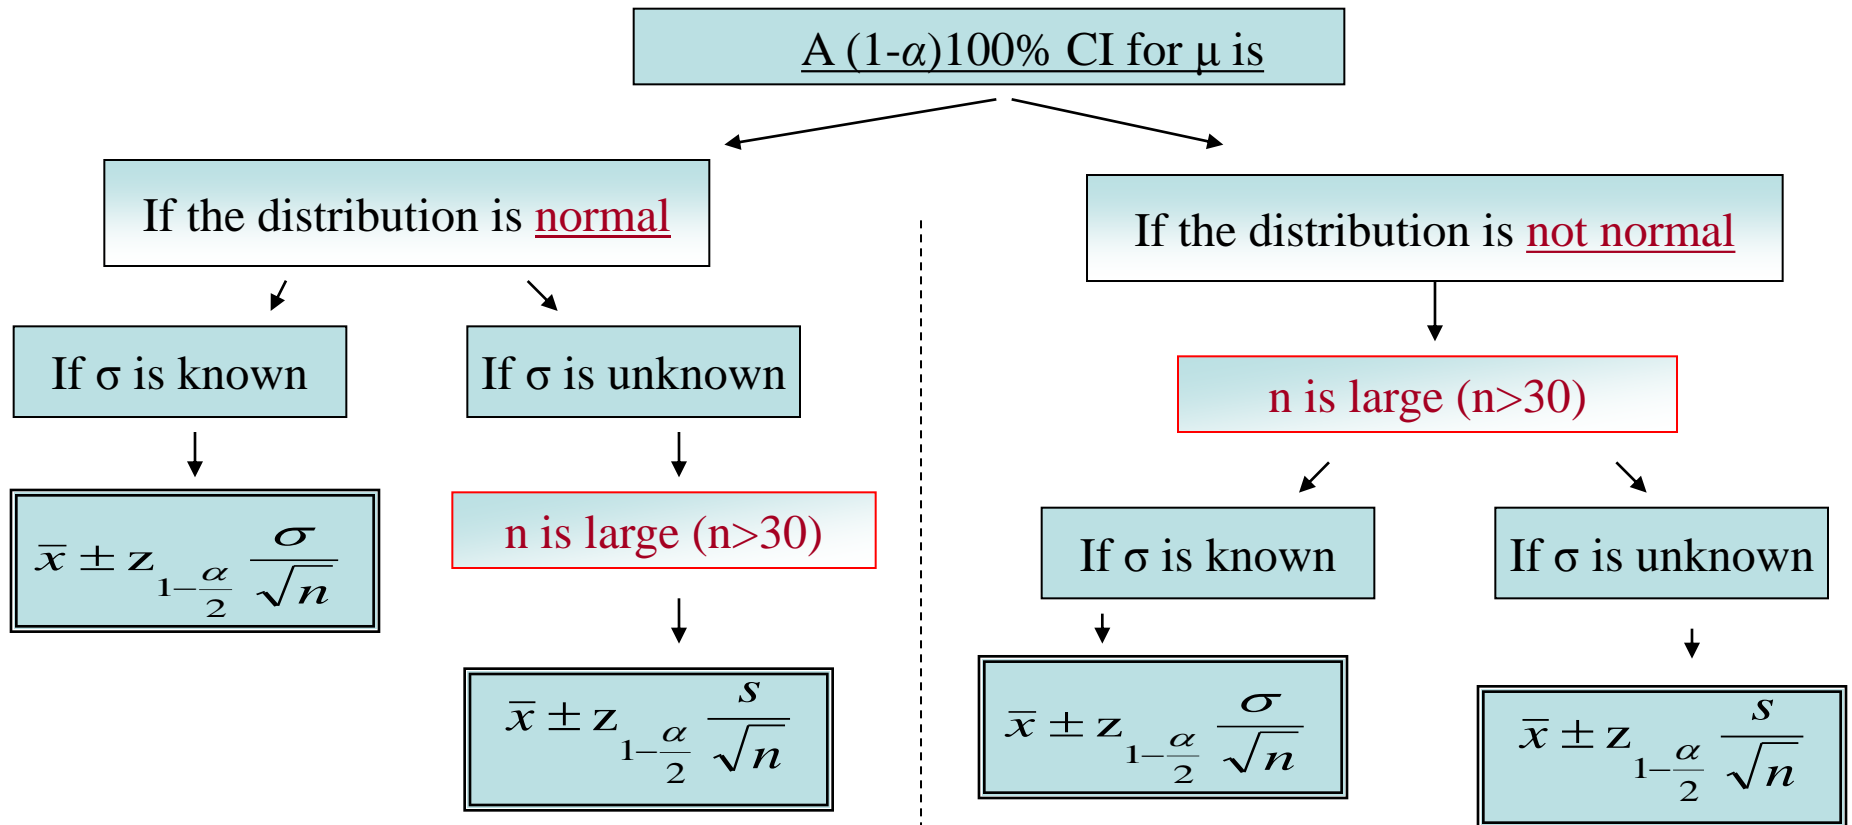 A (1-α)100% CI for μ is
If the distribution is normal
If the distribution is not normal
If σ is known
If σ is unknown
n is large (n>30)
x̄ ± z_{1-α/2} σ/√n
n is large (n>30)
If σ is known
If σ is unknown
x̄ ± z_{1-α/2} s/√n
x̄ ± z_{1-α/2} σ/√n
x̄ ± z_{1-α/2} s/√n